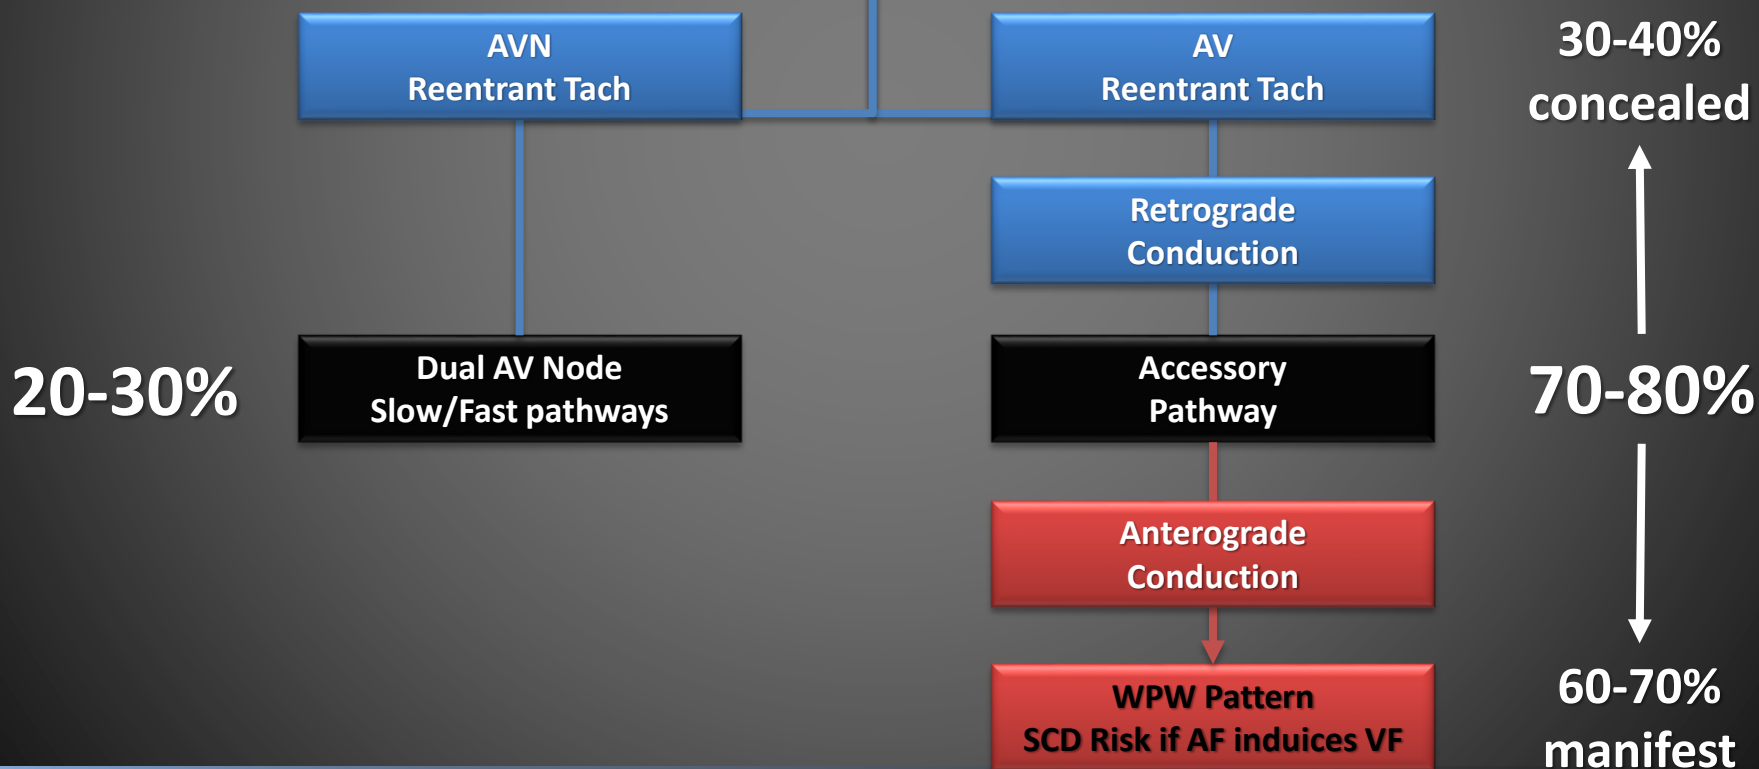 AVN
Reentrant Tach
AV
Reentrant Tach
30-40%
concealed
Retrograde
Conduction
20-30%
Dual AV Node
Slow/Fast pathways
Accessory
Pathway
70-80%
Anterograde
Conduction
WPW Pattern
SCD Risk if AF induices VF
60-70%
manifest